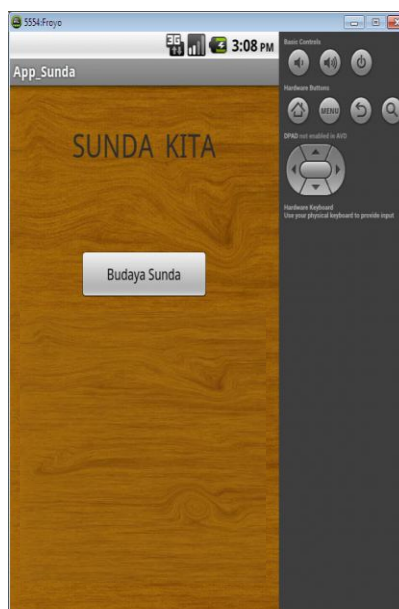 5554:Froyo
3G 3:08 PM
App_Sunda
SUNDA KITA
Budaya Sunda
Basic Controls
Hardware Buttons
MENU
DPAD not enabled in AVD
Hardware Keyboard
Use your physical keyboard to provide input